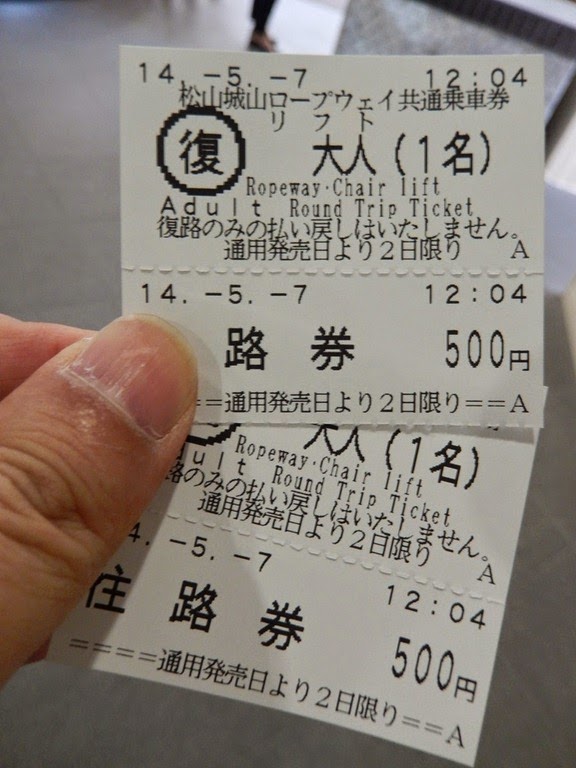 14.-5.-7 12:04
松山城山ロープウェイ共通乗車券
リフト
復 大人(1名)
Ropeway・Chair lift
Adult Round Trip Ticket
復路のみの払い戻しはいたしません。
通用発売日より2日限り A
14.-5.-7 12:04
路券 500円
==通用発売日より2日限り==A
大人(1名)
Ropeway・Chair lift
dult Round Trip Ticket
路のみの払い戻しはいたしません。
通用発売日より2日限り A
4.-5.-7 12:04
往路券 500円
====通用発売日より2日限り==A